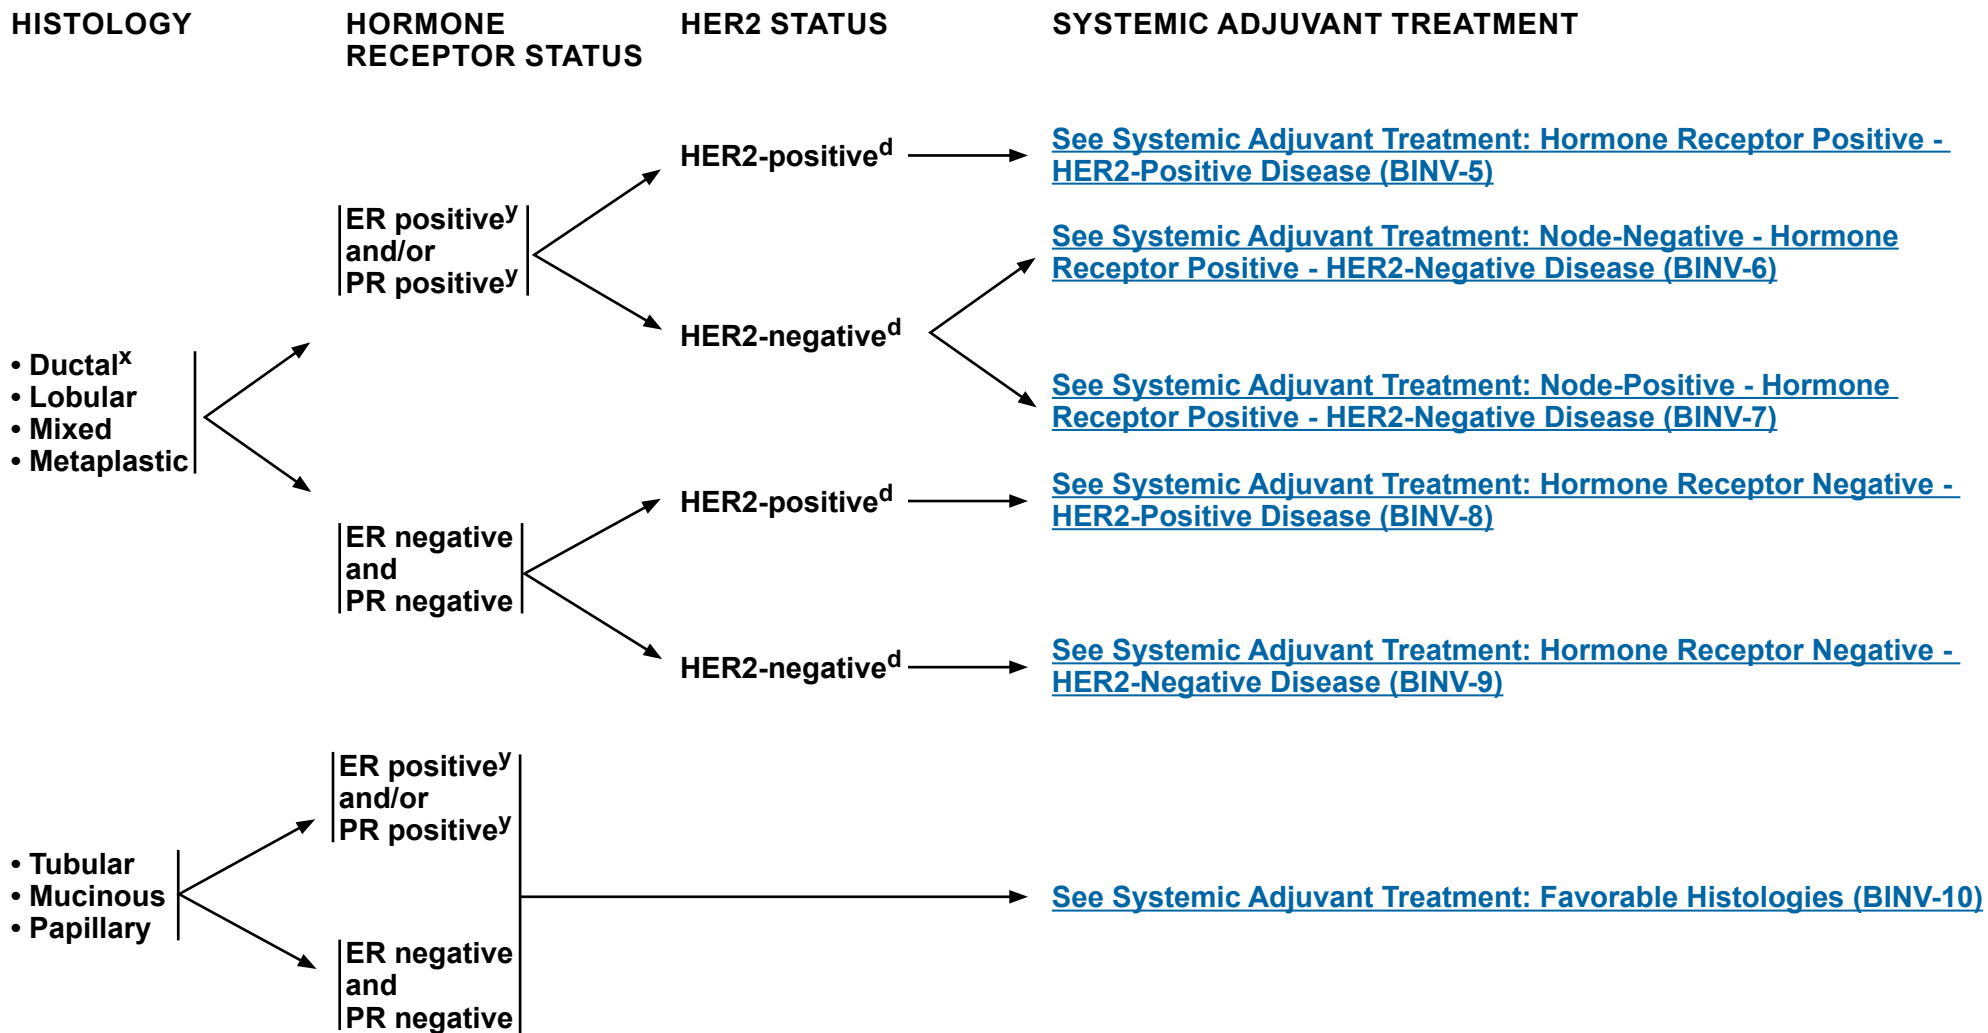 HISTOLOGY
HORMONE
RECEPTOR STATUS
HER2 STATUS
SYSTEMIC ADJUVANT TREATMENT
• Ductalx
• Lobular
• Mixed
• Metaplastic
ER positivey
and/or
PR positivey
HER2-positived
See Systemic Adjuvant Treatment: Hormone Receptor Positive -
HER2-Positive Disease (BINV-5)
HER2-negatived
See Systemic Adjuvant Treatment: Node-Negative - Hormone
Receptor Positive - HER2-Negative Disease (BINV-6)
See Systemic Adjuvant Treatment: Node-Positive - Hormone
Receptor Positive - HER2-Negative Disease (BINV-7)
ER negative
and
PR negative
HER2-positived
See Systemic Adjuvant Treatment: Hormone Receptor Negative -
HER2-Positive Disease (BINV-8)
HER2-negatived
See Systemic Adjuvant Treatment: Hormone Receptor Negative -
HER2-Negative Disease (BINV-9)
• Tubular
• Mucinous
• Papillary
ER positivey
and/or
PR positivey
ER negative
and
PR negative
See Systemic Adjuvant Treatment: Favorable Histologies (BINV-10)